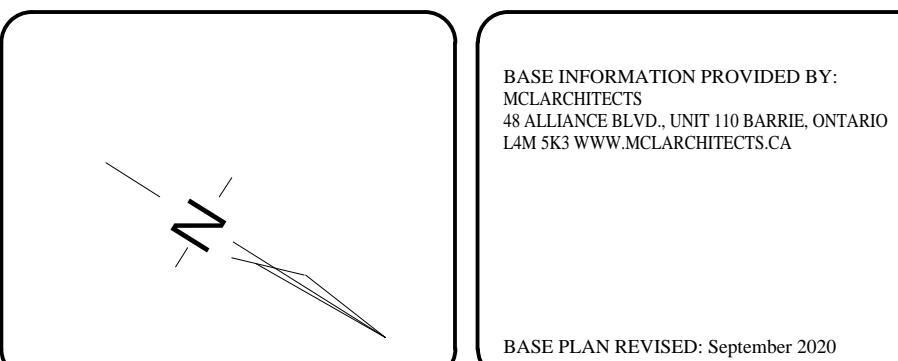 N
BASE INFORMATION PROVIDED BY:
MCLARCHITECTS
48 ALLIANCE BLVD., UNIT 110 BARRIE, ONTARIO
L4M 5K3 WWW.MCLARCHITECTS.CA
BASE PLAN REVISED: September 2020